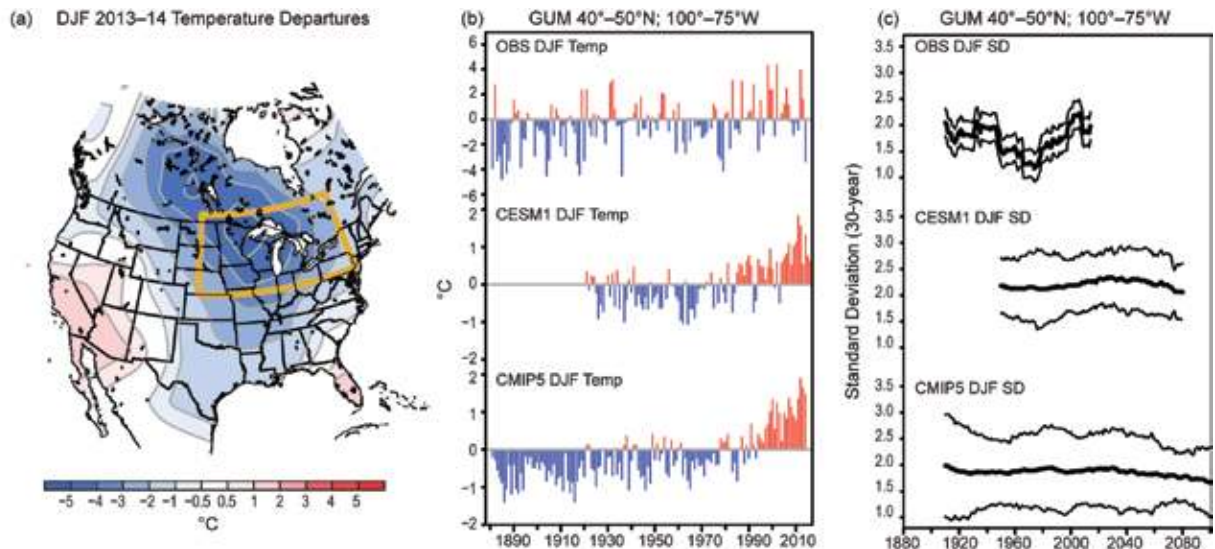 (a) DJF 2013–14 Temperature Departures
−5 −4 −3 −2 −1 −0.5 0.5 1 2 3 4 5
°C
(b) GUM 40°–50°N; 100°–75°W
OBS DJF Temp
6
4
2
0
−2
−4
−6
CESM1 DJF Temp
2
1
0
−1
−2
CMIP5 DJF Temp
2
1
0
−1
−2
°C
1890 1910 1930 1950 1970 1990 2010
(c) GUM 40°–50°N; 100°–75°W
OBS DJF SD
3.5
3.0
2.5
2.0
1.5
CESM1 DJF SD
3.5
3.0
2.5
2.0
1.5
1.0
CMIP5 DJF SD
3.5
3.0
2.5
2.0
1.5
1.0
Standard Deviation (30-year)
1880 1920 1960 2000 2040 2080